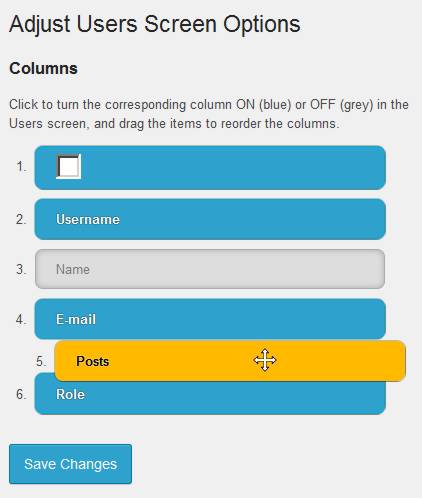 Adjust Users Screen Options
Columns
Click to turn the corresponding column ON (blue) or OFF (grey) in the
Users screen, and drag the items to reorder the columns.
1.
2. Username
3. Name
4. E-mail
5. Posts
6. Role
Save Changes